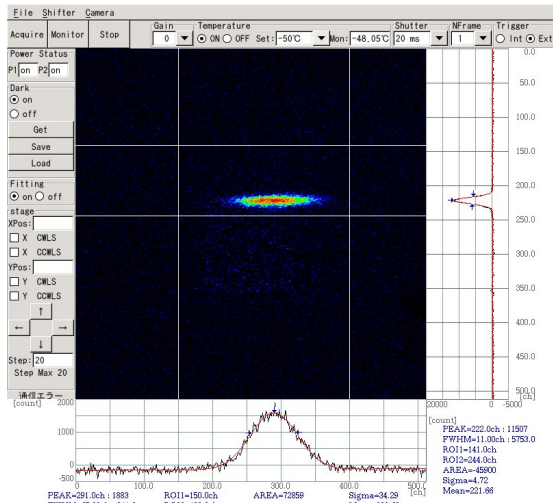 File Shifter Camera
Acquire Monitor Stop
Gain
0
Temperature
ON OFF Set: -50℃ Mon: -48.05℃
Shutter
20 ms
NFrame
1
Trigger
Int Ext
Power Status
P1 on P2 on
Dark
on
off
Get
Save
Load
Fitting
on off
stage
XPos:
X CWLS
X CCWLS
YPos:
Y CWLS
Y CCWLS
↑
← →
↓
Step: 20
Step Max 20
通信エラー
0.0
50.0
100.0
150.0
200.0
250.0
300.0
350.0
400.0
450.0
500.0
[ch]
20000 0 -5000
[count]
[count]
2000
1000
0
-500
0.0 100.0 200.0 300.0 400.0 500.0
[ch]
PEAK=291.0ch : 1883 ROI1=150.0ch AREA=72859 Sigma=34.29
PEAK=222.0ch : 11507
FWHM=11.00ch : 5753.0
ROI1=141.0ch
ROI2=244.0ch
AREA=-45900
Sigma=4.72
Mean=221.66